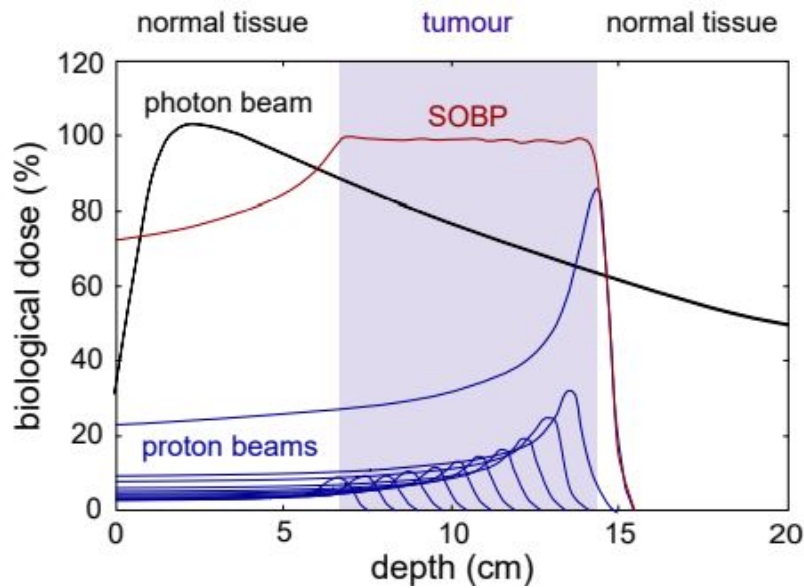 normal tissue tumour normal tissue
120
photon beam
SOBP
100
80
60
40
proton beams
20
0
biological dose (%)
0 5 10 15 20
depth (cm)